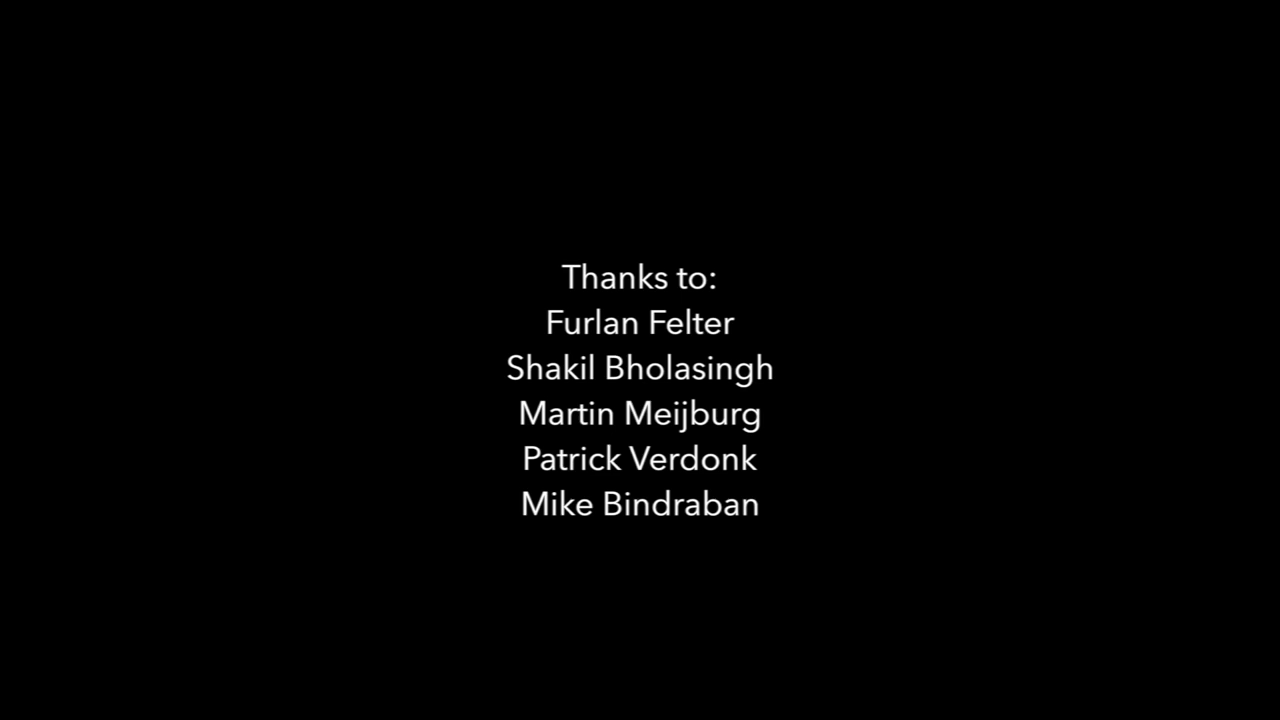 Thanks to:
Furlan Felter
Shakil Bholasingh
Martin Meijburg
Patrick Verdonk
Mike Bindraban